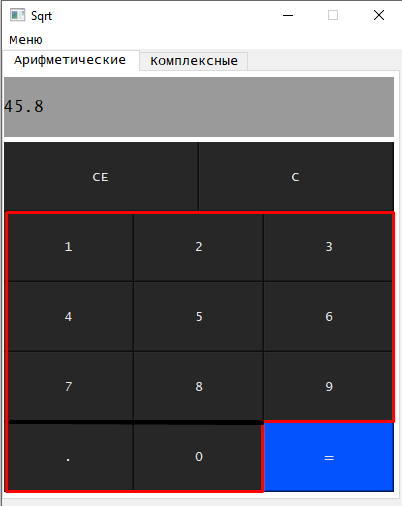 Sqrt
Меню
Арифметические Комплексные
45.8
CE C
1 2 3
4 5 6
7 8 9
. 0 =